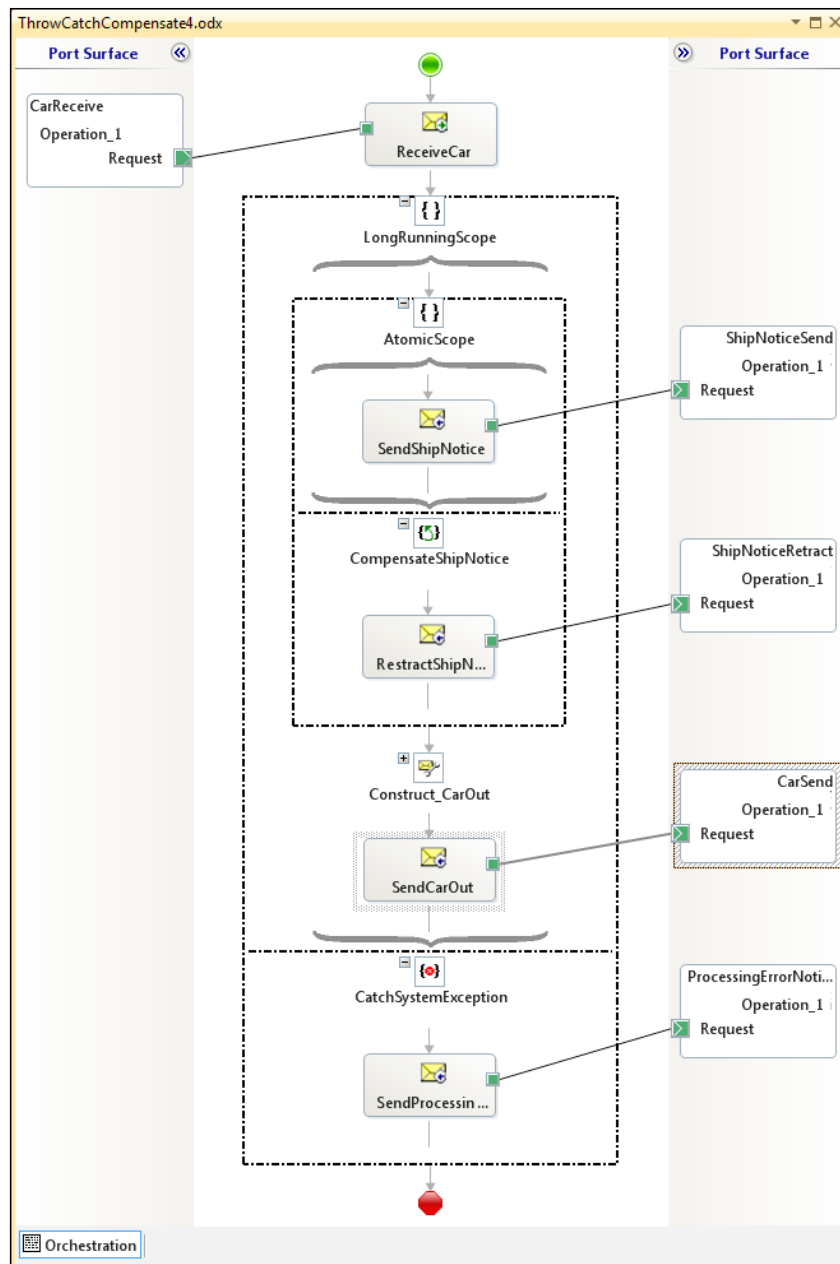 ThrowCatchCompensate4.odx
Port Surface
Port Surface
CarReceive
Operation_1
Request
ReceiveCar
LongRunningScope
AtomicScope
SendShipNotice
ShipNoticeSend
Operation_1
Request
CompensateShipNotice
RestractShipN...
ShipNoticeRetract
Operation_1
Request
Construct_CarOut
SendCarOut
CarSend
Operation_1
Request
CatchSystemException
SendProcessin ...
ProcessingErrorNoti...
Operation_1
Request
Orchestration